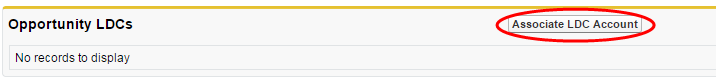 Opportunity LDCs Associate LDC Account
No records to display